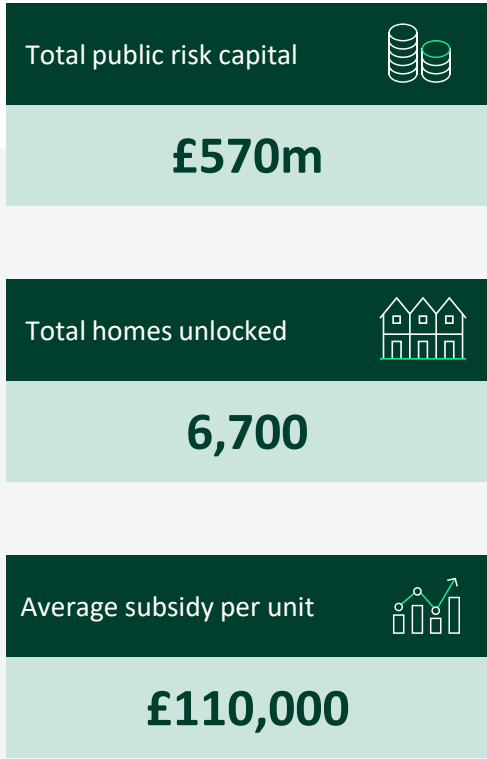 Total public risk capital
£570m
Total homes unlocked
6,700
Average subsidy per unit
£110,000